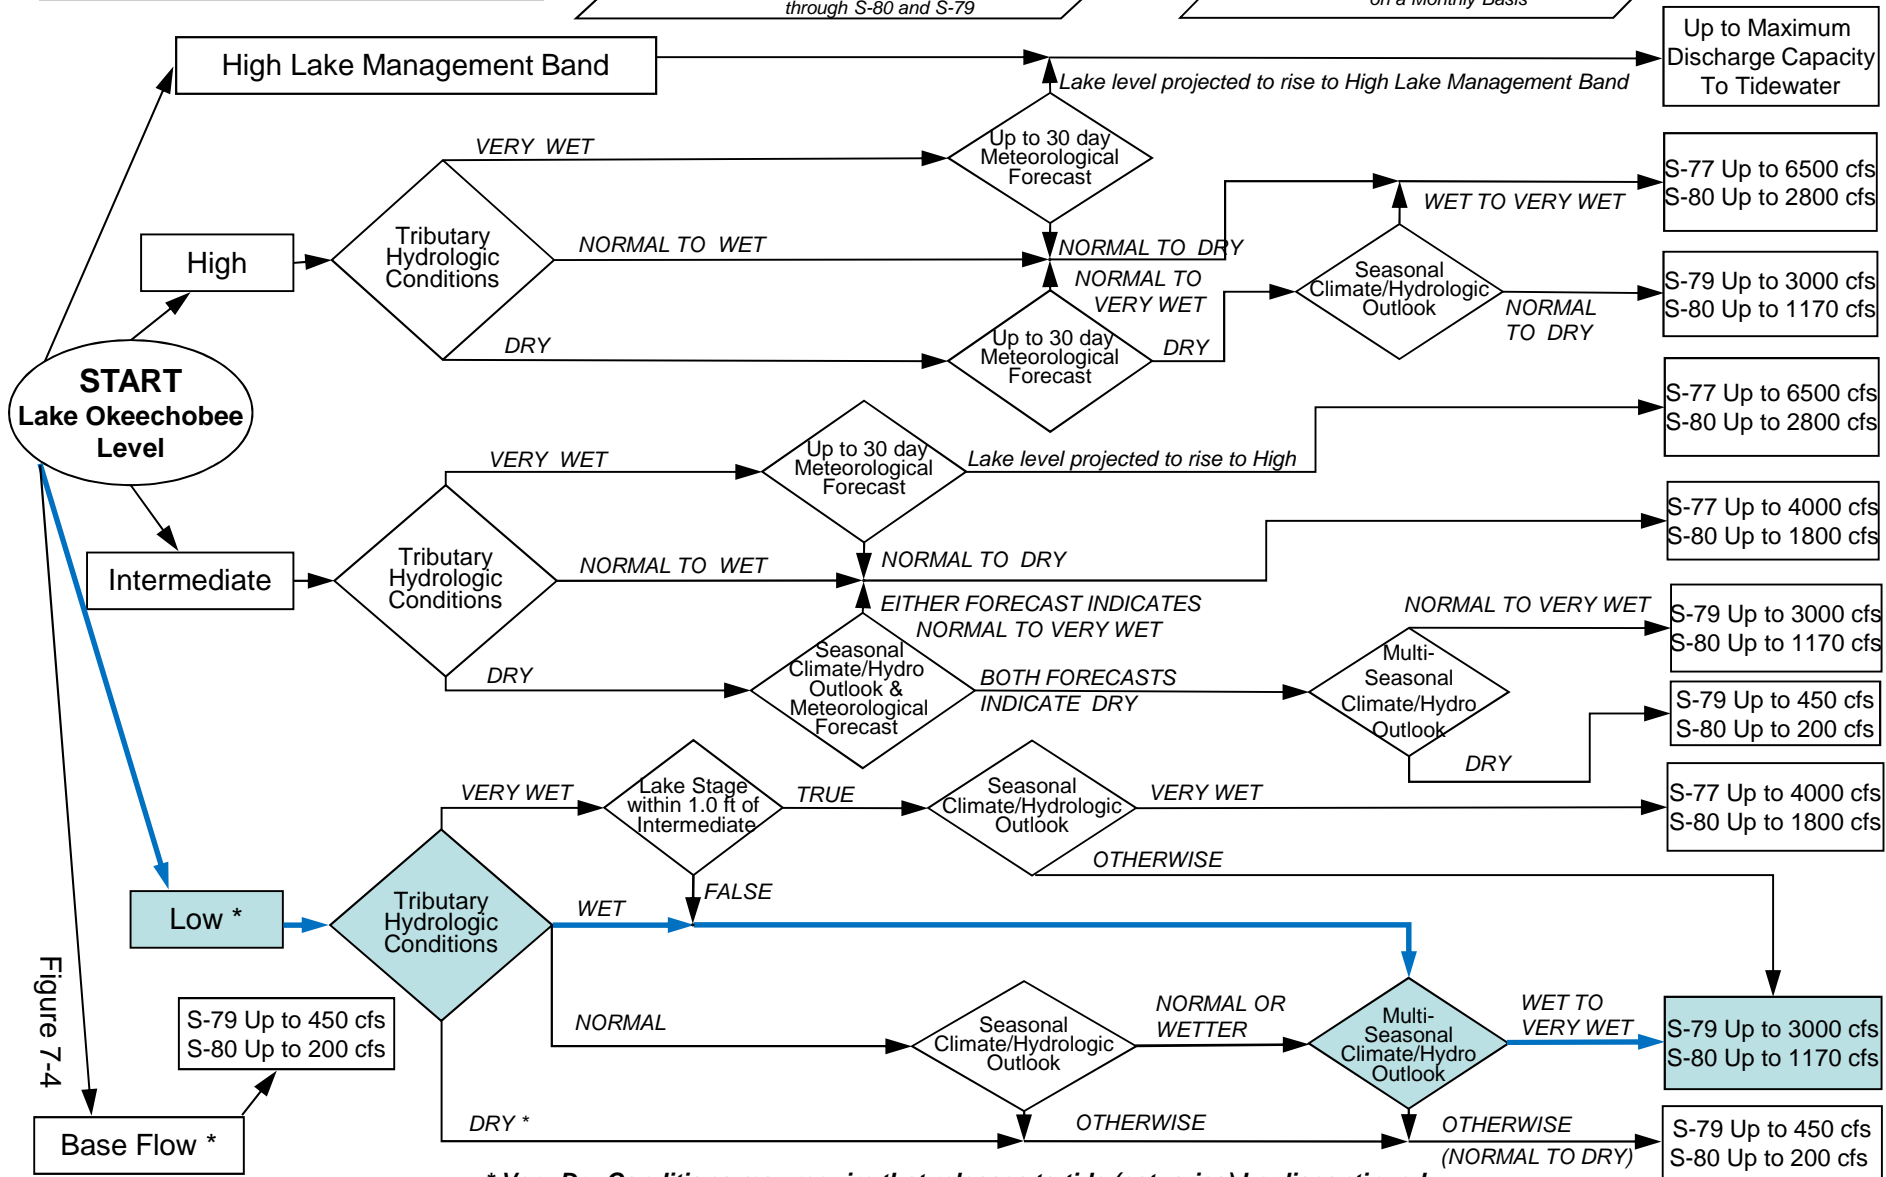 through S-80 and S-79
on a Monthly Basis
High Lake Management Band
Lake level projected to rise to High Lake Management Band
Up to Maximum
Discharge Capacity
To Tidewater
VERY WET
Up to 30 day
Meteorological
Forecast
S-77 Up to 6500 cfs
S-80 Up to 2800 cfs
WET TO VERY WET
High
Tributary
Hydrologic
Conditions
NORMAL TO WET
NORMAL TO DRY
NORMAL TO
VERY WET
Seasonal
Climate/Hydrologic
Outlook
NORMAL
TO DRY
S-79 Up to 3000 cfs
S-80 Up to 1170 cfs
DRY
Up to 30 day
Meteorological
Forecast
DRY
START
Lake Okeechobee
Level
S-77 Up to 6500 cfs
S-80 Up to 2800 cfs
VERY WET
Up to 30 day
Meteorological
Forecast
Lake level projected to rise to High
S-77 Up to 4000 cfs
S-80 Up to 1800 cfs
Intermediate
Tributary
Hydrologic
Conditions
NORMAL TO WET
NORMAL TO DRY
EITHER FORECAST INDICATES
NORMAL TO VERY WET
NORMAL TO VERY WET
S-79 Up to 3000 cfs
S-80 Up to 1170 cfs
DRY
Seasonal
Climate/Hydro
Outlook &
Meteorological
Forecast
BOTH FORECASTS
INDICATE DRY
Multi-
Seasonal
Climate/Hydro
Outlook
DRY
S-79 Up to 450 cfs
S-80 Up to 200 cfs
VERY WET
Lake Stage
within 1.0 ft of
Intermediate
TRUE
Seasonal
Climate/Hydrologic
Outlook
VERY WET
S-77 Up to 4000 cfs
S-80 Up to 1800 cfs
OTHERWISE
FALSE
Low *
Tributary
Hydrologic
Conditions
WET
NORMAL
Seasonal
Climate/Hydrologic
Outlook
NORMAL OR
WETTER
Multi-
Seasonal
Climate/Hydro
Outlook
WET TO
VERY WET
S-79 Up to 3000 cfs
S-80 Up to 1170 cfs
Figure 7-4
S-79 Up to 450 cfs
S-80 Up to 200 cfs
Base Flow *
DRY *
OTHERWISE
OTHERWISE
(NORMAL TO DRY)
S-79 Up to 450 cfs
S-80 Up to 200 cfs